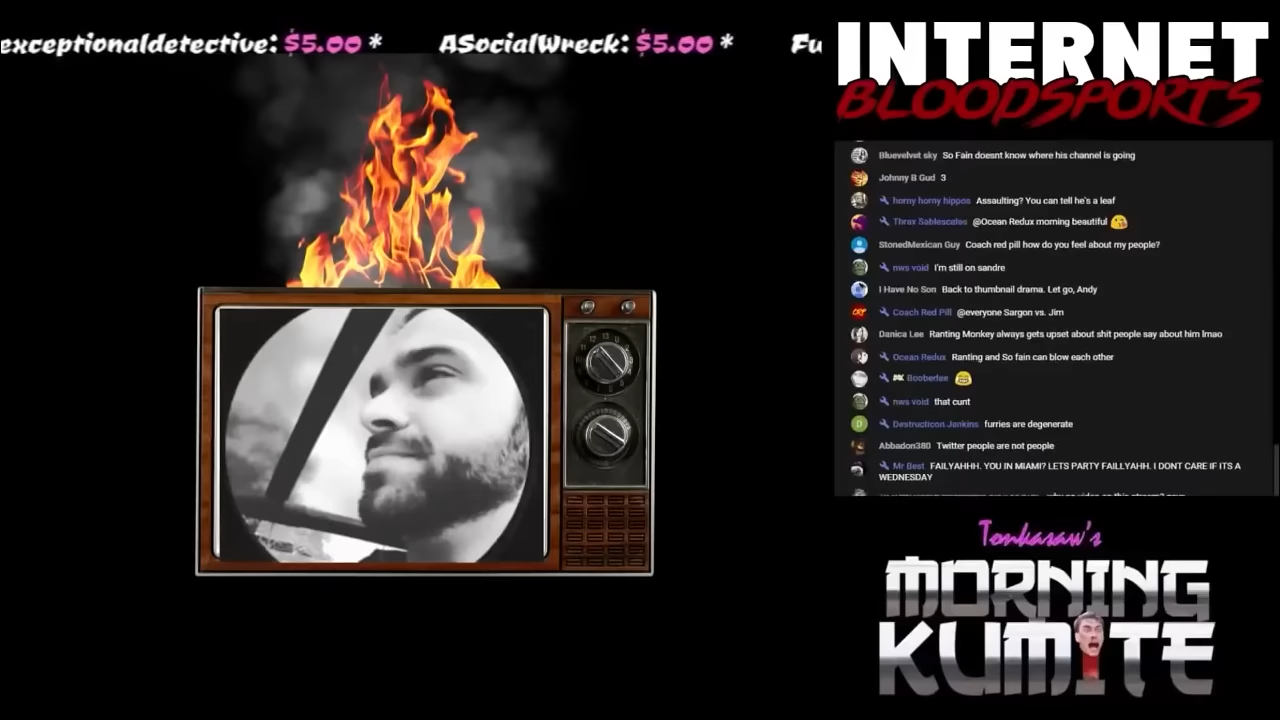 exceptionaldetective: $5.00 * ASocialWreck: $5.00 * Fu
INTERNET
BLOODSPORTS
Bluevelvet sky So Fain doesnt know where his channel is going
Johnny B Gud 3
horny horny hippos Assaulting? You can tell he's a leaf
Thrax Sablescales @Ocean Redux morning beautiful
StonedMexican Guy Coach red pill how do you feel about my people?
nws void I'm still on sandre
I Have No Son Back to thumbnail drama. Let go, Andy
CRP Coach Red Pill @everyone Sargon vs. Jim
Danica Lee Ranting Monkey always gets upset about shit people say about him lmao
Ocean Redux Ranting and So fain can blow each other
Booberfae
nws void that cunt
D Destructicon Jankins furries are degenerate
Abbadon380 Twitter people are not people
Mr Best FAILYAHHH. YOU IN MIAMI? LETS PARTY FAILLYAHH. I DONT CARE IF ITS A
WEDNESDAY
Tonkasaw's
MORNING
KUMITE